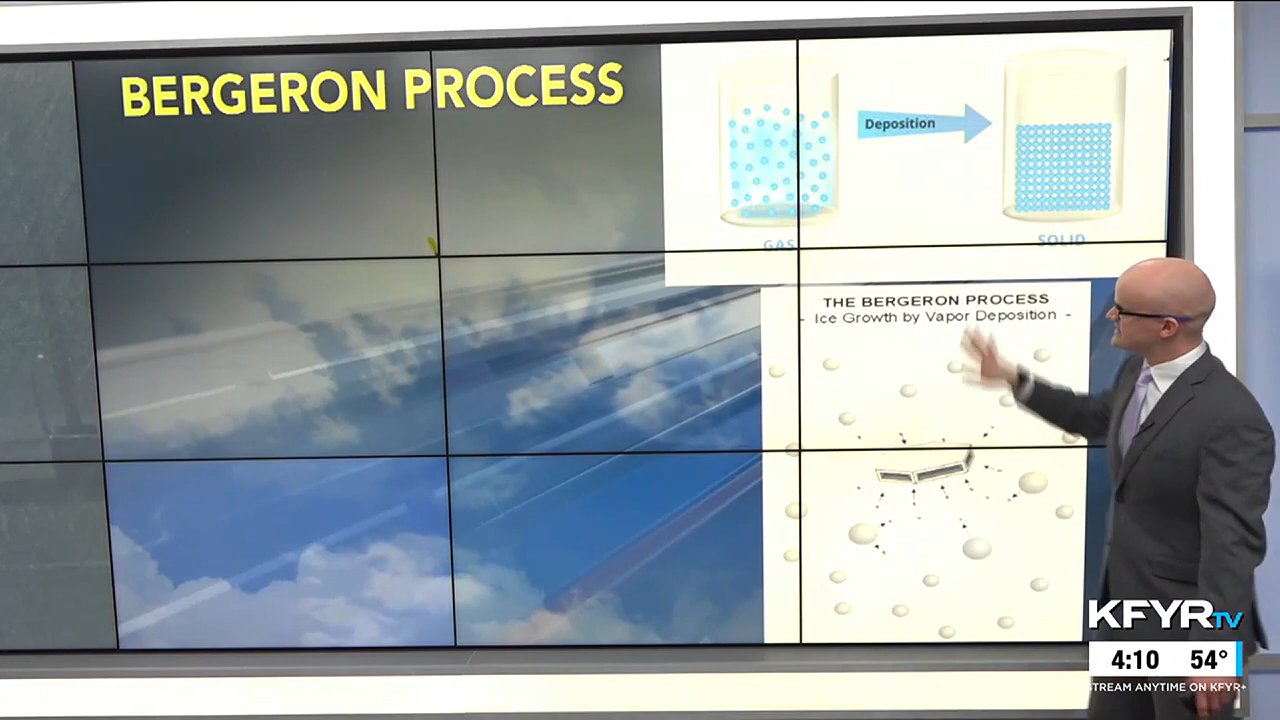 BERGERON PROCESS
Deposition
GAS
SOLID
THE BERGERON PROCESS
- Ice Growth by Vapor Deposition -
KFYRTV
4:10 54°
STREAM ANYTIME ON KFYR+